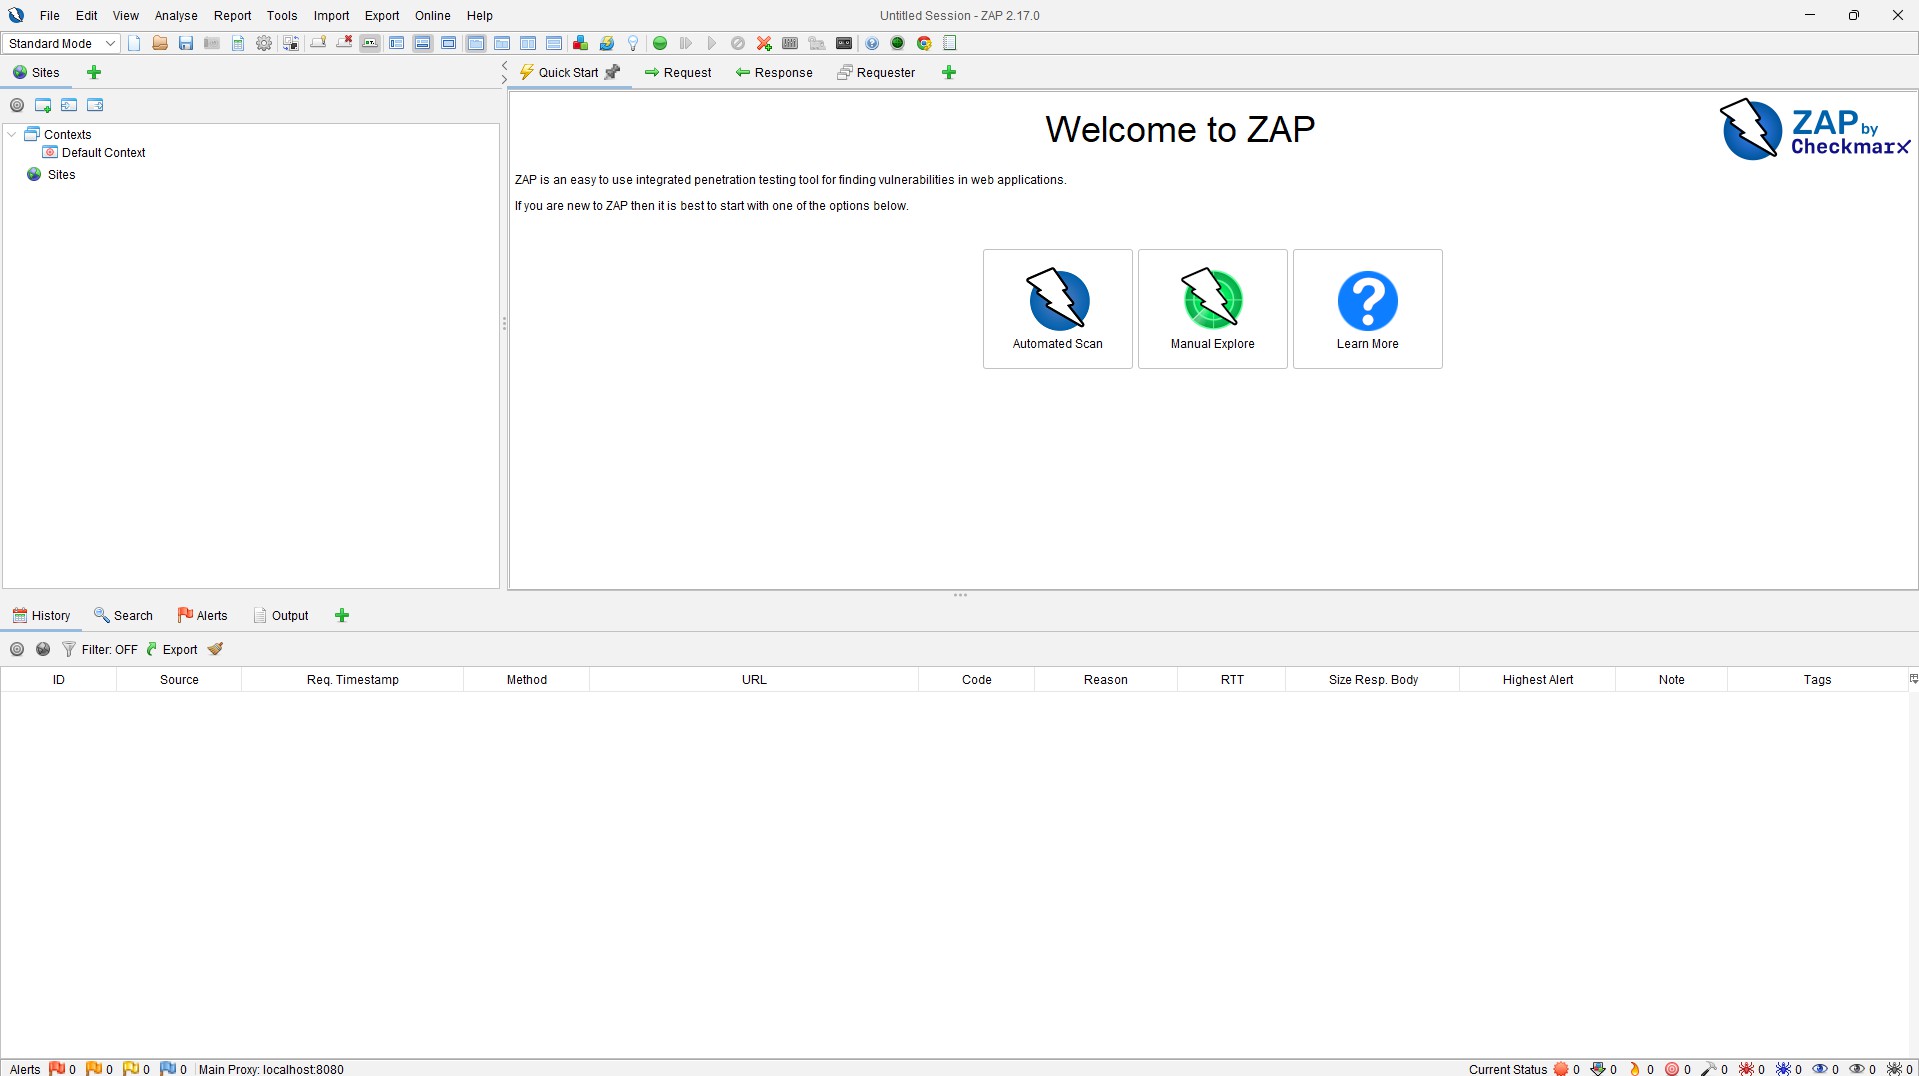 File Edit View Analyse Report Tools Import Export Online Help
Untitled Session - ZAP 2.17.0
Standard Mode
Sites
Quick Start Request Response Requester
Contexts
Default Context
Sites
Welcome to ZAP
ZAP by
Checkmarx
ZAP is an easy to use integrated penetration testing tool for finding vulnerabilities in web applications.
If you are new to ZAP then it is best to start with one of the options below.
Automated Scan Manual Explore Learn More
History Search Alerts Output
Filter: OFF Export
ID Source Req. Timestamp Method URL Code Reason RTT Size Resp. Body Highest Alert Note Tags
Alerts 0 0 0 0 Main Proxy: localhost:8080
Current Status 0 0 0 0 0 0 0 0 0 0